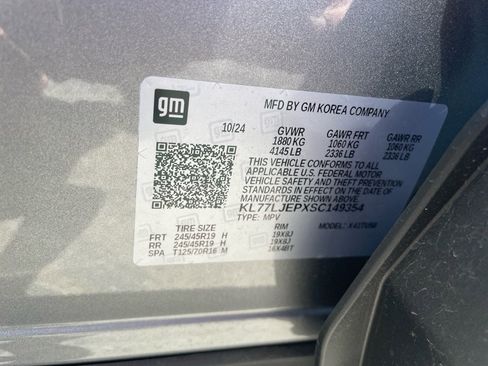 gm
MFD BY GM KOREA COMPANY
10/24 GVWR GAWR FRT GAWR RR
1880 KG 1060 KG 1060 KG
4145 LB 2336 LB 2336 LB
THIS VEHICLE CONFORMS TO ALL
APPLICABLE U.S. FEDERAL MOTOR
VEHICLE SAFETY AND THEFT PREVENTION
STANDARDS IN EFFECT ON THE DATE OF
MANUFACTURE SHOWN ABOVE.
KL77LJEPXSC149354
TYPE: MPV MODEL:
TIRE SIZE RIM
FRT 245/45R19 H 19X8J
RR 245/45R19 H 19X8J
SPA T125/70R16 M 16X4BT